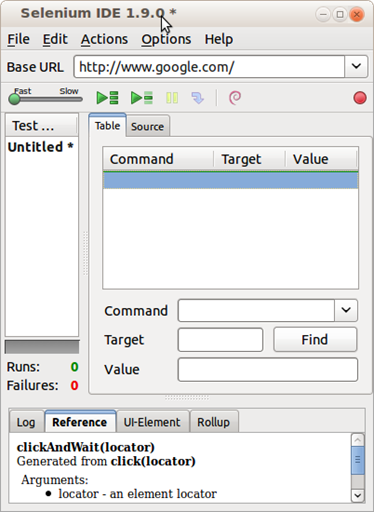 Selenium IDE 1.9.0 *
File Edit Actions Options Help
Base URL http://www.google.com/
Fast Slow
Test ...
Untitled *
Table Source
Command Target Value
Command
Target Find
Value
Runs: 0
Failures: 0
Log Reference UI-Element Rollup
clickAndWait(locator)
Generated from click(locator)
Arguments:
• locator - an element locator